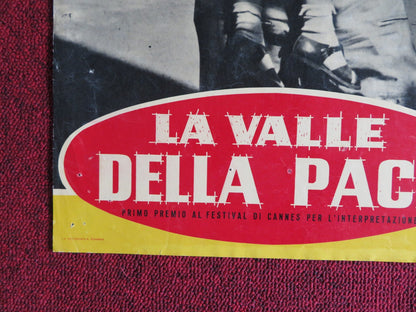 LA VALLE
DELLA PAC
PRIMO PREMIO AL FESTIVAL DI CANNES PER L'INTERPRETAZIONE